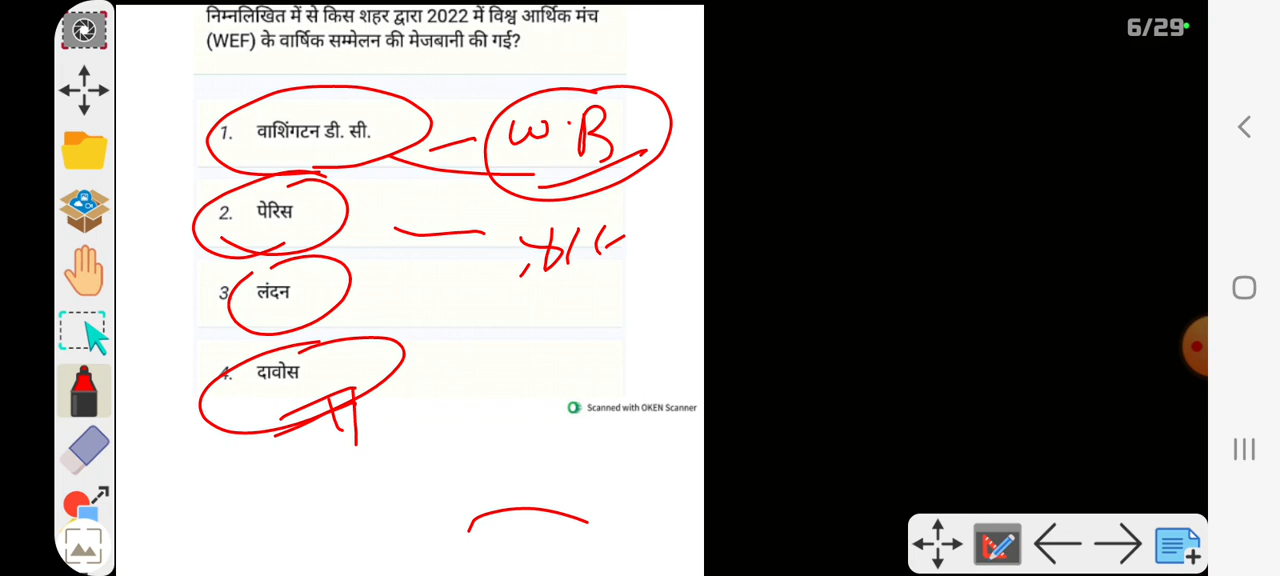 6/29
निम्नलिखित में से किस शहर द्वारा 2022 में विश्व आर्थिक मंच
(WEF) के वार्षिक सम्मेलन की मेजबानी की गई?
1. वाशिंगटन डी. सी.
W.B
2. पेरिस
3. लंदन
4. दावोस
Scanned with OKEN Scanner